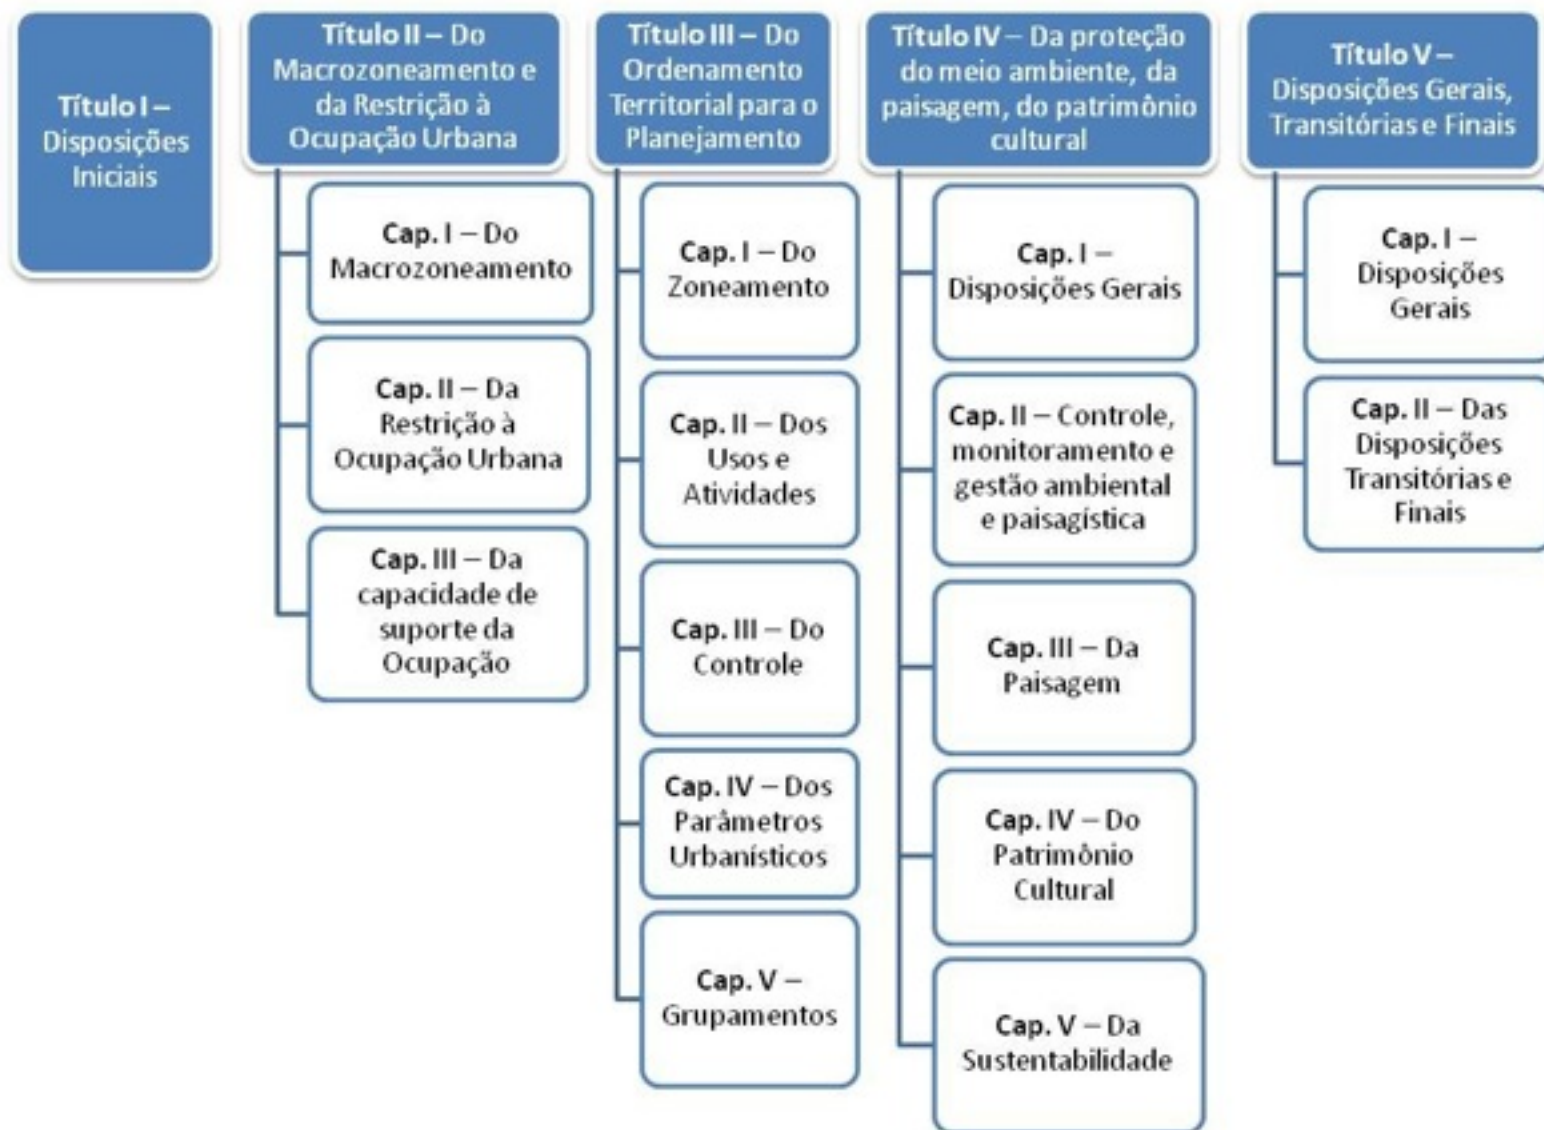 Título I –
Disposições
Iniciais
Título II – Do
Macrozoneamento e
da Restrição à
Ocupação Urbana
Cap. I – Do
Macrozoneamento
Cap. II – Da
Restrição à
Ocupação Urbana
Cap. III – Da
capacidade de
suporte da
Ocupação
Título III – Do
Ordenamento
Territorial para o
Planejamento
Cap. I – Do
Zoneamento
Cap. II – Dos
Usos e
Atividades
Cap. III – Do
Controle
Cap. IV – Dos
Parâmetros
Urbanísticos
Cap. V –
Grupamentos
Título IV – Da proteção
do meio ambiente, da
paisagem, do patrimônio
cultural
Cap. I –
Disposições Gerais
Cap. II – Controle,
monitoramento e
gestão ambiental
e paisagística
Cap. III – Da
Paisagem
Cap. IV – Do
Patrimônio
Cultural
Cap. V – Da
Sustentabilidade
Título V –
Disposições Gerais,
Transitórias e Finais
Cap. I –
Disposições
Gerais
Cap. II – Das
Disposições
Transitórias e
Finais